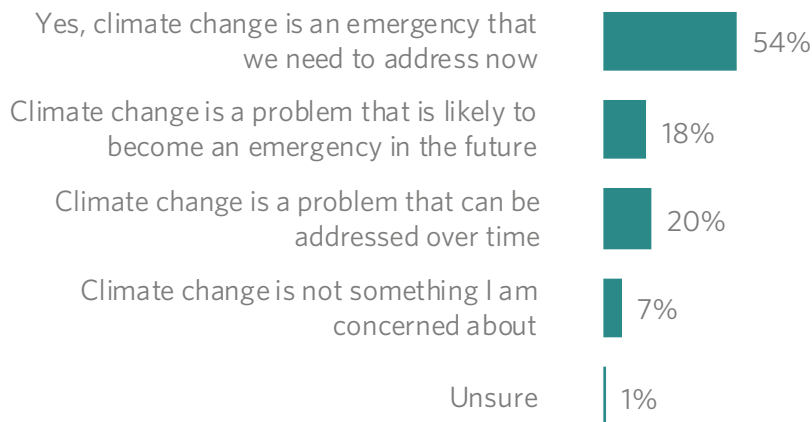 Yes, climate change is an emergency that
we need to address now
54%
Climate change is a problem that is likely to
become an emergency in the future
18%
Climate change is a problem that can be
addressed over time
20%
Climate change is not something I am
concerned about
7%
Unsure
1%